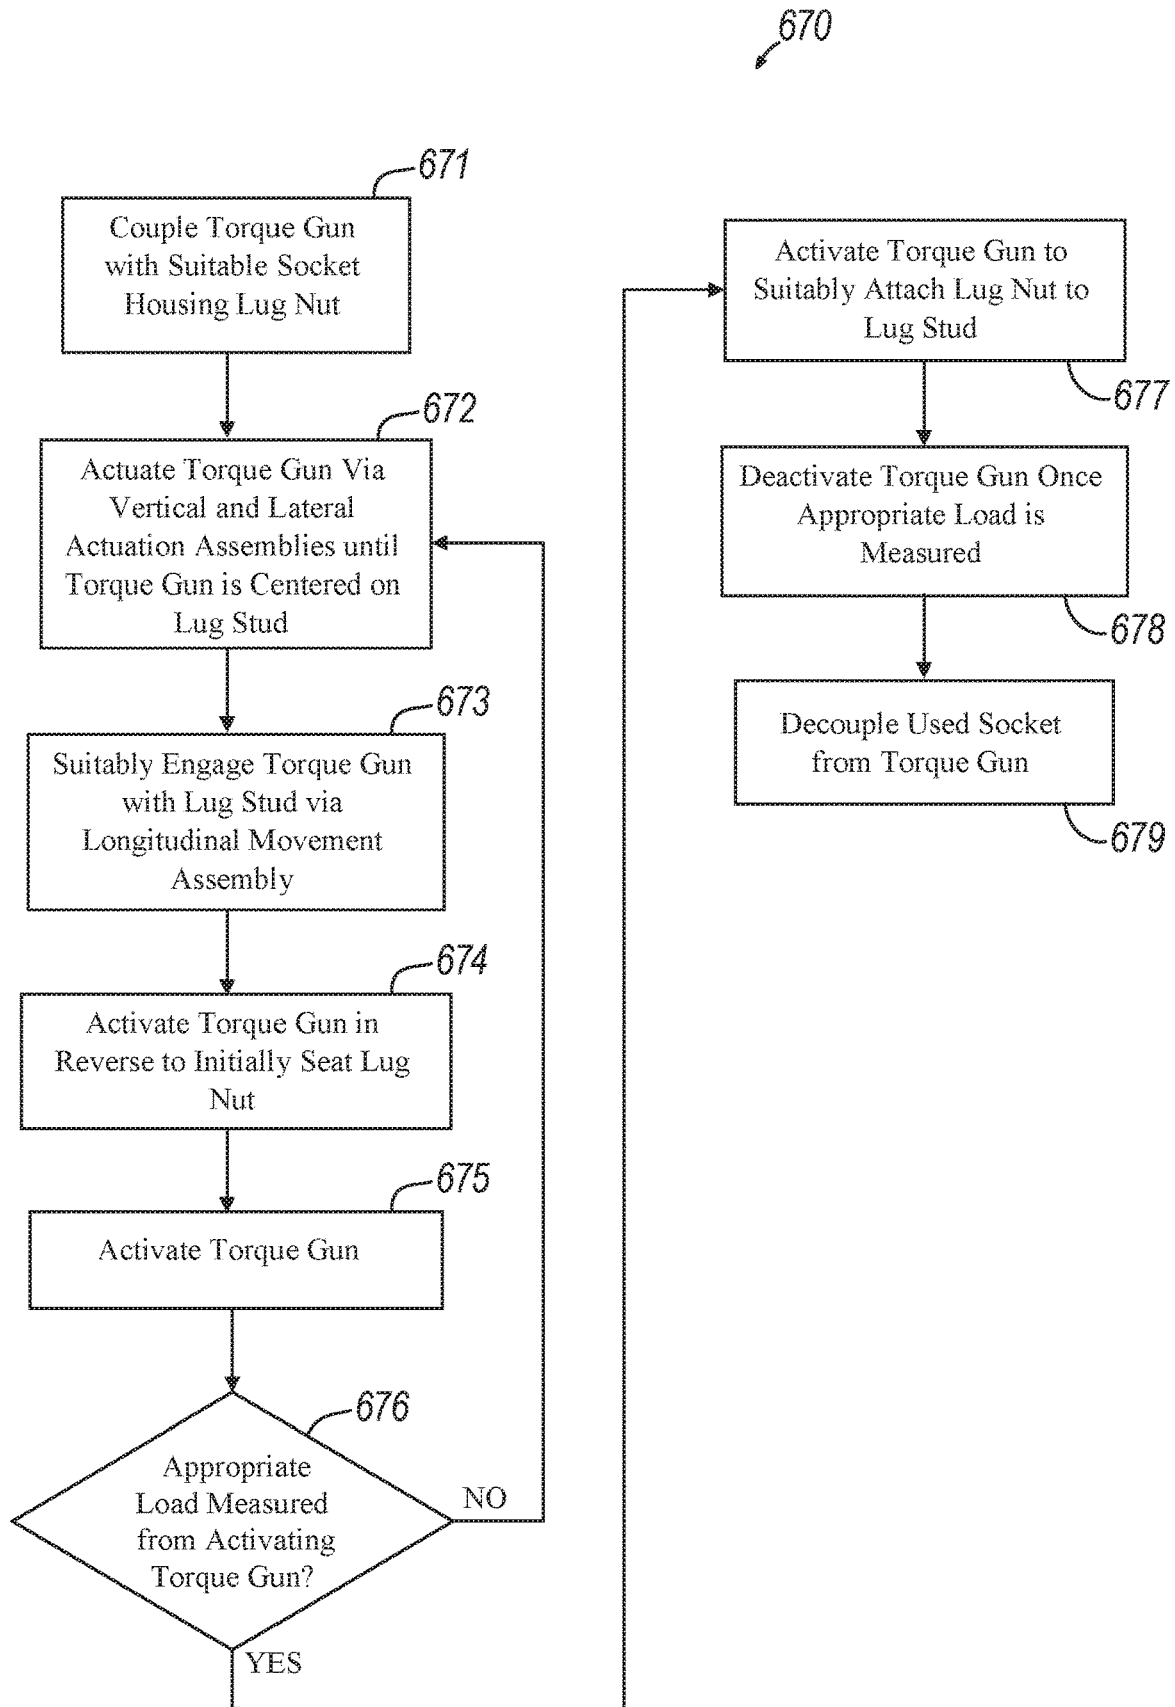 670
671
Couple Torque Gun
with Suitable Socket
Housing Lug Nut
672
Actuate Torque Gun Via
Vertical and Lateral
Actuation Assemblies until
Torque Gun is Centered on
Lug Stud
673
Suitably Engage Torque Gun
with Lug Stud via
Longitudinal Movement
Assembly
674
Activate Torque Gun in
Reverse to Initially Seat Lug
Nut
675
Activate Torque Gun
676
Appropriate
Load Measured
from Activating
Torque Gun?
NO
YES
Activate Torque Gun to
Suitably Attach Lug Nut to
Lug Stud
677
Deactivate Torque Gun Once
Appropriate Load is
Measured
678
Decouple Used Socket
from Torque Gun
679